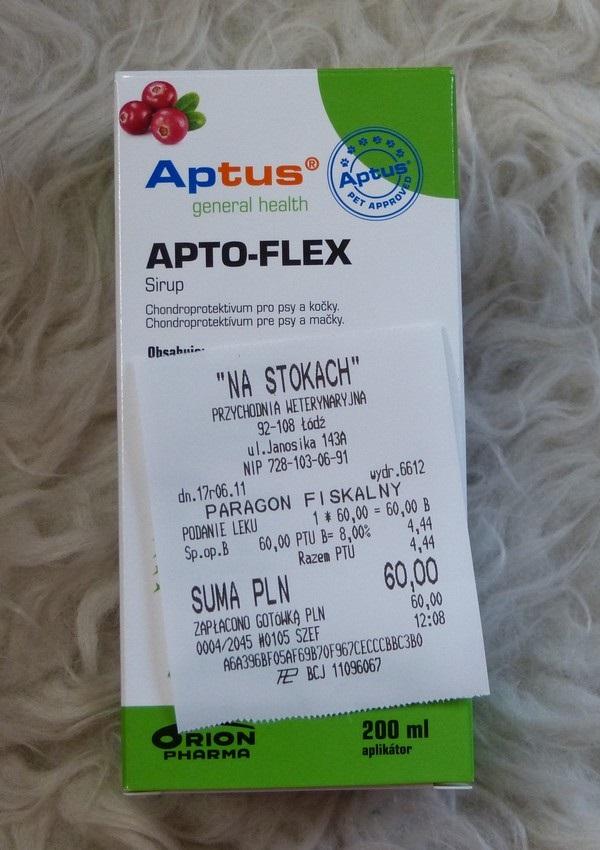 Aptus®
general health
Aptus®
PET APPROVED
APTO-FLEX
Sirup
Chondroprotektivum pro psy a kočky.
Chondroprotektívum pre psy a mačky.
Obsahuje:
"NA STOKACH"
PRZYCHODNIA WETERYNARYJNA
92-108 Łódź
ul.Janosika 143A
NIP 728-103-06-91
dn.17r06.11 wydr.6612
PARAGON FISKALNY
PODANIE LEKU 1 * 60,00 = 60,00 B
Sp.op.B 60,00 PTU B= 8,00% 4,44
Razem PTU 4,44
SUMA PLN 60,00
ZAPŁACONO GOTÓWKĄ PLN 60,00
0004/2045 #0105 SZEF 12:08
A6A396BF05AF69B70F967CECCCBBC3B0
BCJ 11096067
ORION
PHARMA
200 ml
aplikátor